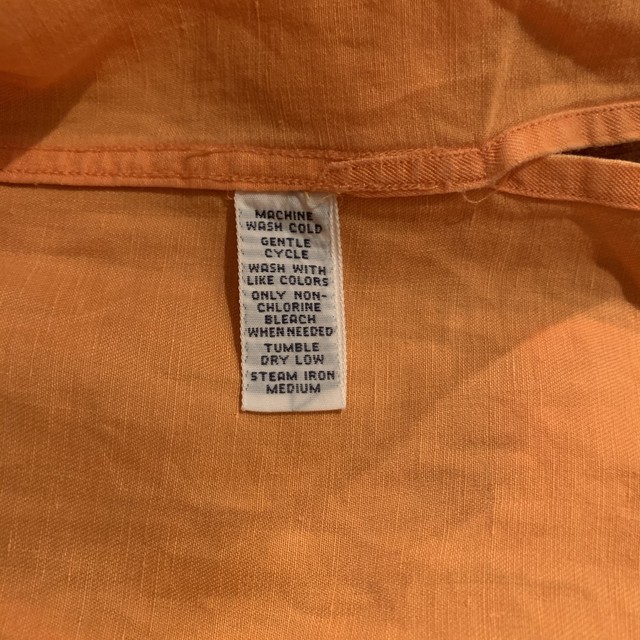 MACHINE
WASH COLD
GENTLE
CYCLE
WASH WITH
LIKE COLORS
ONLY NON-
CHLORINE
BLEACH
WHEN NEEDED
TUMBLE
DRY LOW
STEAM IRON
MEDIUM